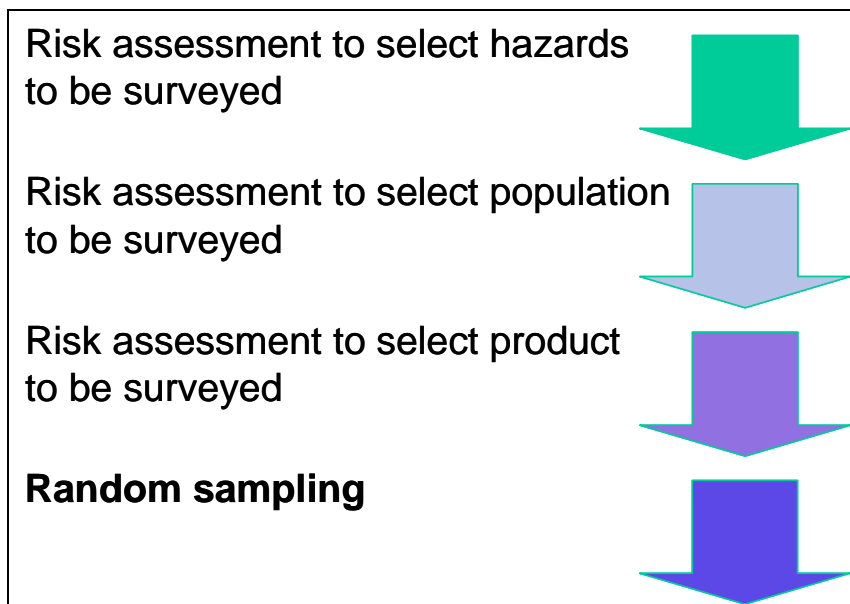 Risk assessment to select hazards
to be surveyed
Risk assessment to select population
to be surveyed
Risk assessment to select product
to be surveyed
Random sampling